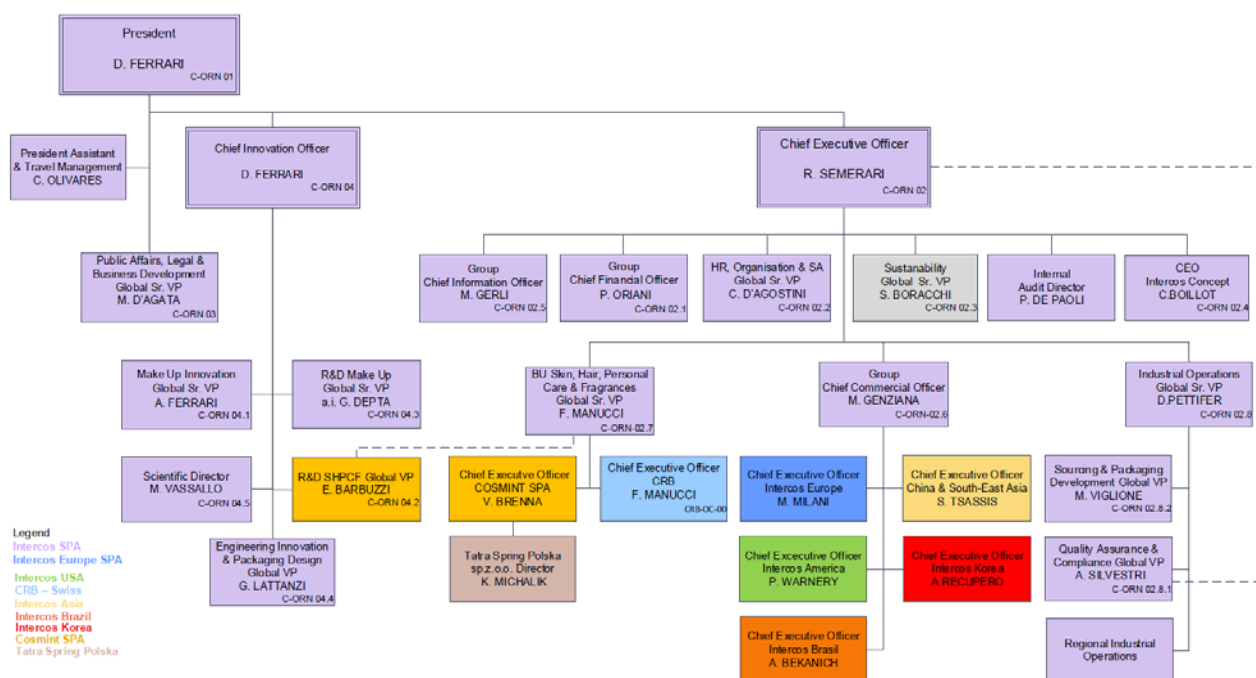 President
D. FERRARI
C-ORN 01
President Assistant
& Travel Management
C. OLIVARES
Chief Innovation Officer
D. FERRARI
C-ORN 04
Chief Executive Officer
R. SEMERARI
C-ORN 02
Public Affairs, Legal &
Business Development
Global Sr. VP
M. D'AGATA
C-ORN 03
Group
Chief Information Officer
M. GERLI
C-ORN 02.5
Group
Chief Financial Officer
P. ORIANI
C-ORN 02.1
HR, Organisation & SA
Global Sr. VP
C. D'AGOSTINI
C-ORN 02.2
Sustanability
Global Sr. VP
S. BORACCHI
C-ORN 02.3
Internal
Audit Director
P. DE PAOLI
CEO
Intercos Concept
C.BOILLOT
C-ORN 02.4
Make Up Innovation
Global Sr. VP
A. FERRARI
C-ORN 04.1
R&D Make Up
Global Sr. VP
a.i. G. DEPTA
C-ORN 04.3
BU Skin, Hair, Personal
Care & Fragrances
Global Sr. VP
F. MANUCCI
C-ORN-02.7
Group
Chief Commercial Officer
M. GENZIANA
C-ORN-02.6
Industrial Operations
Global Sr. VP
D.PETTIFER
C-ORN 02.8
Scientific Director
M. VASSALLO
C-ORN 04.5
R&D SHPCF Global VP
E. BARBUZZI
C-ORN 04.2
Chief Executive Officer
COSMINT SPA
V. BRENNA
Chief Executive Officer
CRB
F. MANUCCI
CRB-OC-00
Chief Executive Officer
Intercos Europe
M. MILANI
Chief Executive Officer
China & South-East Asia
S. TSASSIS
Sourcing & Packaging
Development Global VP
M. VIGLIONE
C-ORN 02.8.2
Engineering Innovation
& Packaging Design
Global VP
G. LATTANZI
C-ORN 04.4
Tatra Spring Polska
sp.z.o.o. Director
K. MICHALIK
Chief Excecutive Officer
Intercos America
P. WARNERY
Chief Executive Officer
Intercos Korea
A.RECUPERO
Quality Assurance &
Compliance Global VP
A. SILVESTRI
C-ORN 02.8.1
Chief Executive Officer
Intercos Brasil
A. BEKANICH
Regional Industrial
Operations
Legend
Intercos SPA
Intercos Europe SPA
Intercos USA
CRB – Swiss
Intercos Asia
Intercos Brazil
Intercos Korea
Cosmint SPA
Tatra Spring Polska